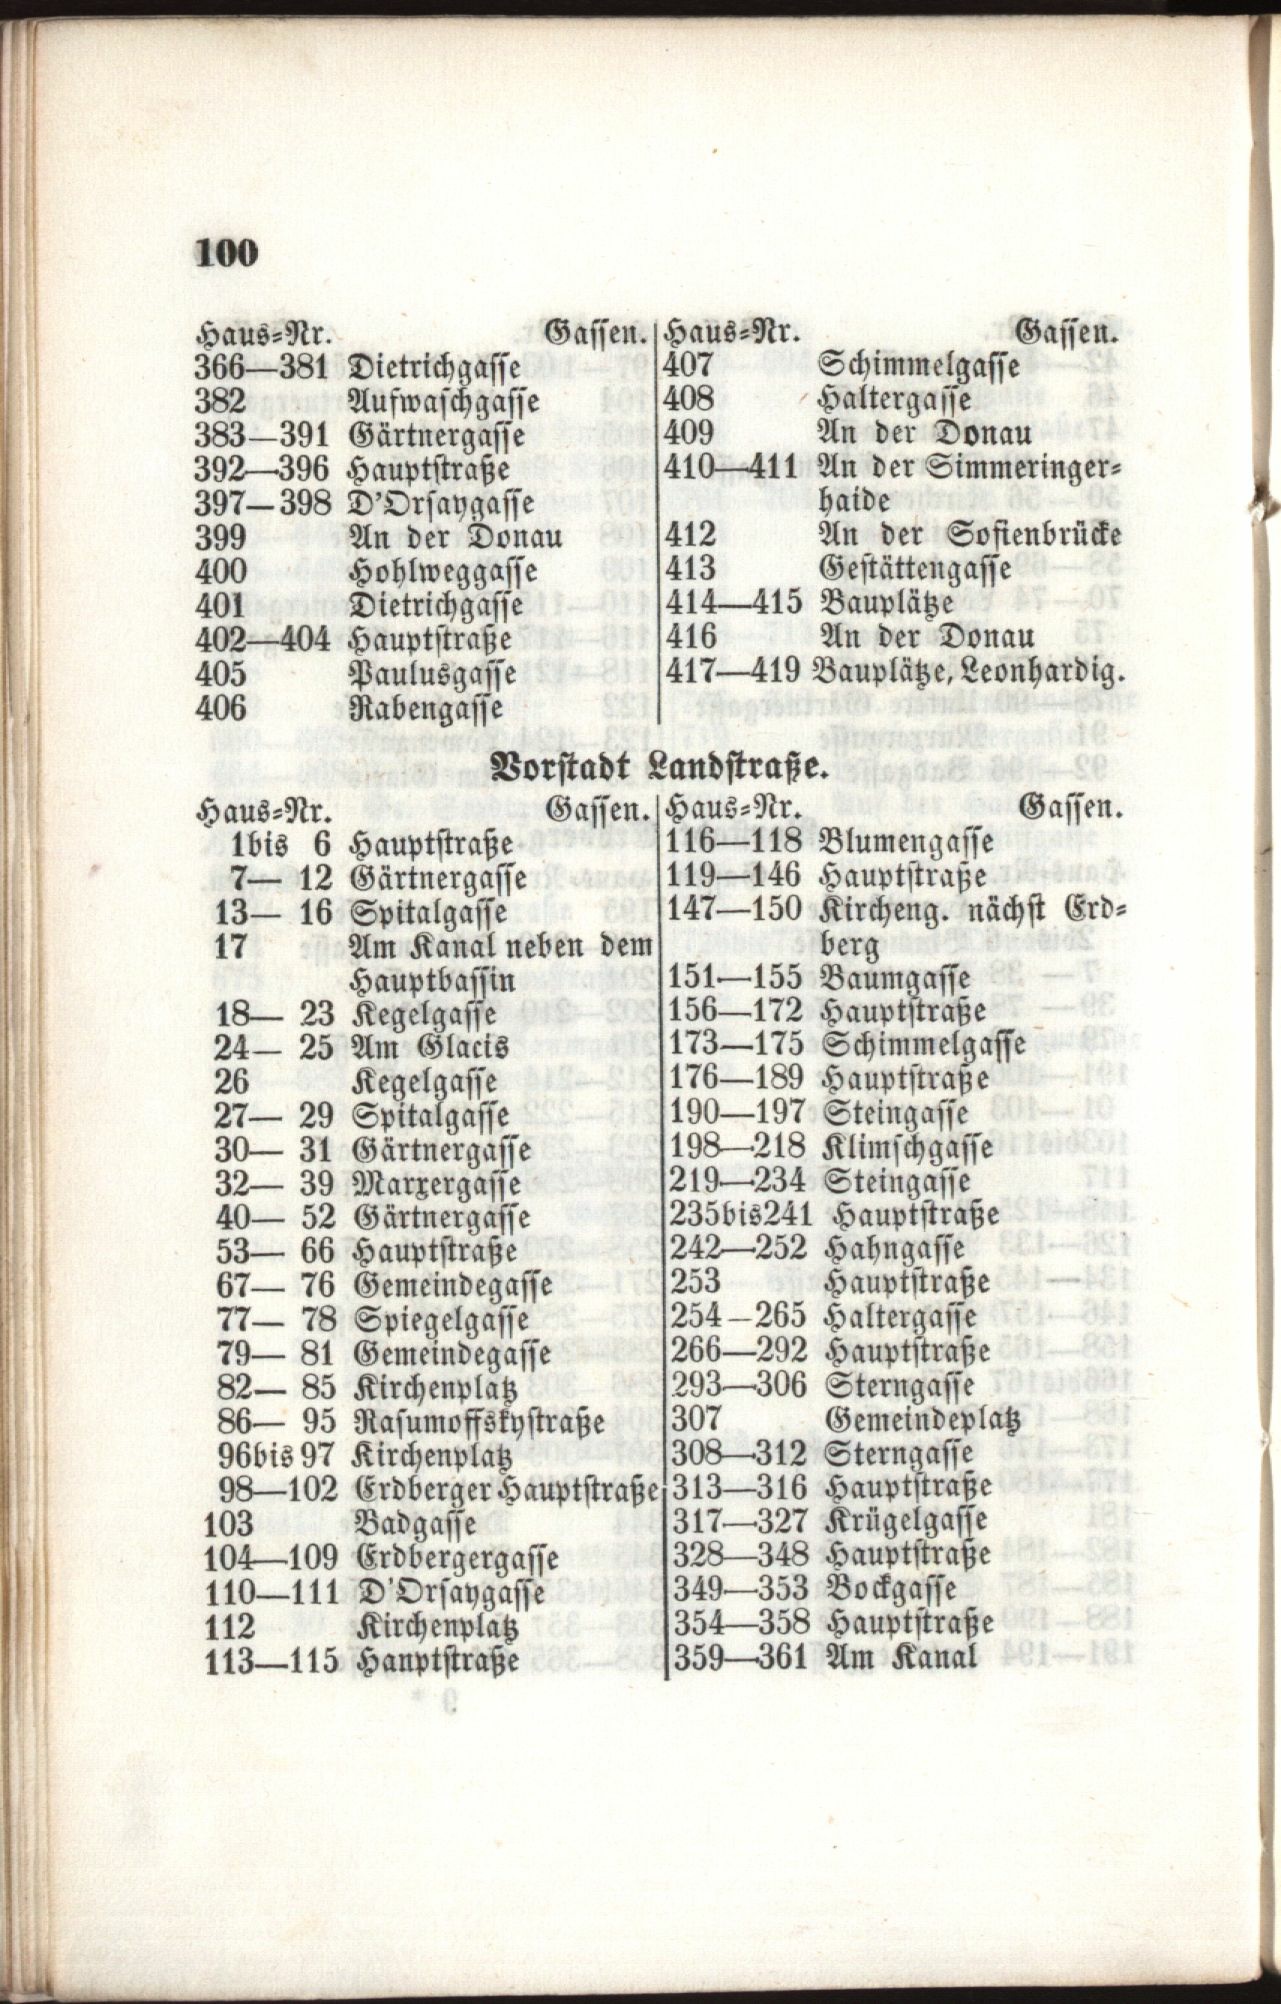 100
Haus-Nr. Gassen.
366—381 Dietrichgasse
382 Aufwaschgasse
383—391 Gärtnergasse
392—396 Hauptstraße
397—398 D'Orsaygasse
399 An der Donau
400 Hohlweggasse
401 Dietrichgasse
402—404 Hauptstraße
405 Paulusgasse
406 Rabengasse
Haus-Nr. Gassen.
407 Schimmelgasse
408 Haltergasse
409 An der Donau
410—411 An der Simmeringer-
haide
412 An der Sofienbrücke
413 Gestättengasse
414—415 Bauplätze
416 An der Donau
417—419 Bauplätze, Leonhardig.
Vorstadt Landstraße.
Haus-Nr. Gassen.
1bis 6 Hauptstraße
7— 12 Gärtnergasse
13— 16 Spitalgasse
17 Am Kanal neben dem
Hauptbassin
18— 23 Kegelgasse
24— 25 Am Glacis
26 Kegelgasse
27— 29 Spitalgasse
30— 31 Gärtnergasse
32— 39 Marxergasse
40— 52 Gärtnergasse
53— 66 Hauptstraße
67— 76 Gemeindegasse
77— 78 Spiegelgasse
79— 81 Gemeindegasse
82— 85 Kirchenplatz
86— 95 Rasumoffskystraße
96bis 97 Kirchenplatz
98—102 Erdberger Hauptstraße
103 Badgasse
104—109 Erdbergergasse
110—111 D'Orsaygasse
112 Kirchenplatz
113—115 Hauptstraße
Haus-Nr. Gassen.
116—118 Blumengasse
119—146 Hauptstraße
147—150 Kircheng. nächst Erd-
berg
151—155 Baumgasse
156—172 Hauptstraße
173—175 Schimmelgasse
176—189 Hauptstraße
190—197 Steingasse
198—218 Klimschgasse
219—234 Steingasse
235bis241 Hauptstraße
242—252 Hahngasse
253 Hauptstraße
254—265 Haltergasse
266—292 Hauptstraße
293—306 Sterngasse
307 Gemeindeplatz
308—312 Sterngasse
313—316 Hauptstraße
317—327 Krügelgasse
328—348 Hauptstraße
349—353 Bockgasse
354—358 Hauptstraße
359—361 Am Kanal